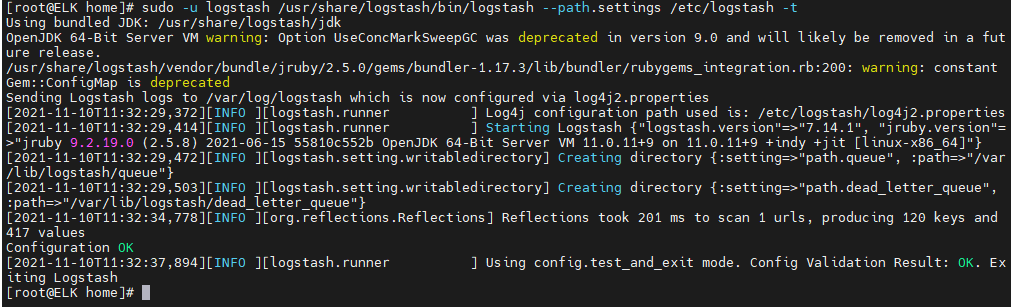 [root@ELK home]# sudo -u logstash /usr/share/logstash/bin/logstash --path.settings /etc/logstash -t
Using bundled JDK: /usr/share/logstash/jdk
OpenJDK 64-Bit Server VM warning: Option UseConcMarkSweepGC was deprecated in version 9.0 and will likely be removed in a fut
ure release.
/usr/share/logstash/vendor/bundle/jruby/2.5.0/gems/bundler-1.17.3/lib/bundler/rubygems_integration.rb:200: warning: constant
Gem::ConfigMap is deprecated
Sending Logstash logs to /var/log/logstash which is now configured via log4j2.properties
[2021-11-10T11:32:29,372][INFO ][logstash.runner          ] Log4j configuration path used is: /etc/logstash/log4j2.properties
[2021-11-10T11:32:29,414][INFO ][logstash.runner          ] Starting Logstash {"logstash.version"=>"7.14.1", "jruby.version"=
>"jruby 9.2.19.0 (2.5.8) 2021-06-15 55810c552b OpenJDK 64-Bit Server VM 11.0.11+9 on 11.0.11+9 +indy +jit [linux-x86_64]"}
[2021-11-10T11:32:29,472][INFO ][logstash.setting.writabledirectory] Creating directory {:setting=>"path.queue", :path=>"/var
/lib/logstash/queue"}
[2021-11-10T11:32:29,503][INFO ][logstash.setting.writabledirectory] Creating directory {:setting=>"path.dead_letter_queue",
:path=>"/var/lib/logstash/dead_letter_queue"}
[2021-11-10T11:32:34,778][INFO ][org.reflections.Reflections] Reflections took 201 ms to scan 1 urls, producing 120 keys and
417 values
Configuration OK
[2021-11-10T11:32:37,894][INFO ][logstash.runner          ] Using config.test_and_exit mode. Config Validation Result: OK. Ex
iting Logstash
[root@ELK home]#